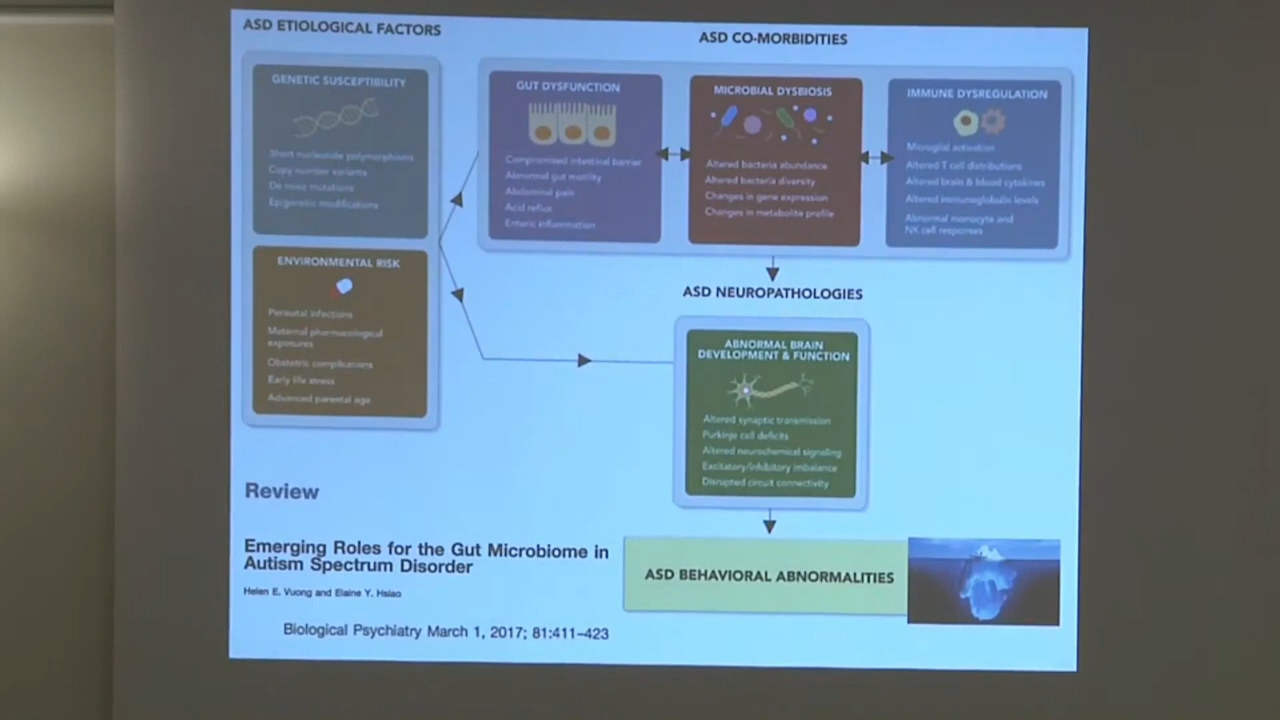 ASD ETIOLOGICAL FACTORS
GENETIC SUSCEPTIBILITY
Short nucleotide polymorphisms
Copy number variants
De novo mutations
Epigenetic modifications
ENVIRONMENTAL RISK
Perinatal infections
Maternal pharmacological
exposures
Obstetric complications
Early life stress
Advanced parental age
ASD CO-MORBIDITIES
GUT DYSFUNCTION
Compromised intestinal barrier
Abnormal gut motility
Abdominal pain
Acid reflux
Enteric inflammation
MICROBIAL DYSBIOSIS
Altered bacteria abundance
Altered bacteria diversity
Changes in gene expression
Changes in metabolite profile
IMMUNE DYSREGULATION
Microglial activation
Altered T cell distributions
Altered brain & blood cytokines
Altered immunoglobulin levels
Abnormal monocyte and
NK cell responses
ASD NEUROPATHOLOGIES
ABNORMAL BRAIN
DEVELOPMENT & FUNCTION
Altered synaptic transmission
Purkinje cell deficits
Altered neurochemical signaling
Excitatory/inhibitory imbalance
Disrupted circuit connectivity
ASD BEHAVIORAL ABNORMALITIES
Review
Emerging Roles for the Gut Microbiome in
Autism Spectrum Disorder
Helen E. Vuong and Elaine Y. Hsiao
Biological Psychiatry March 1, 2017; 81:411–423